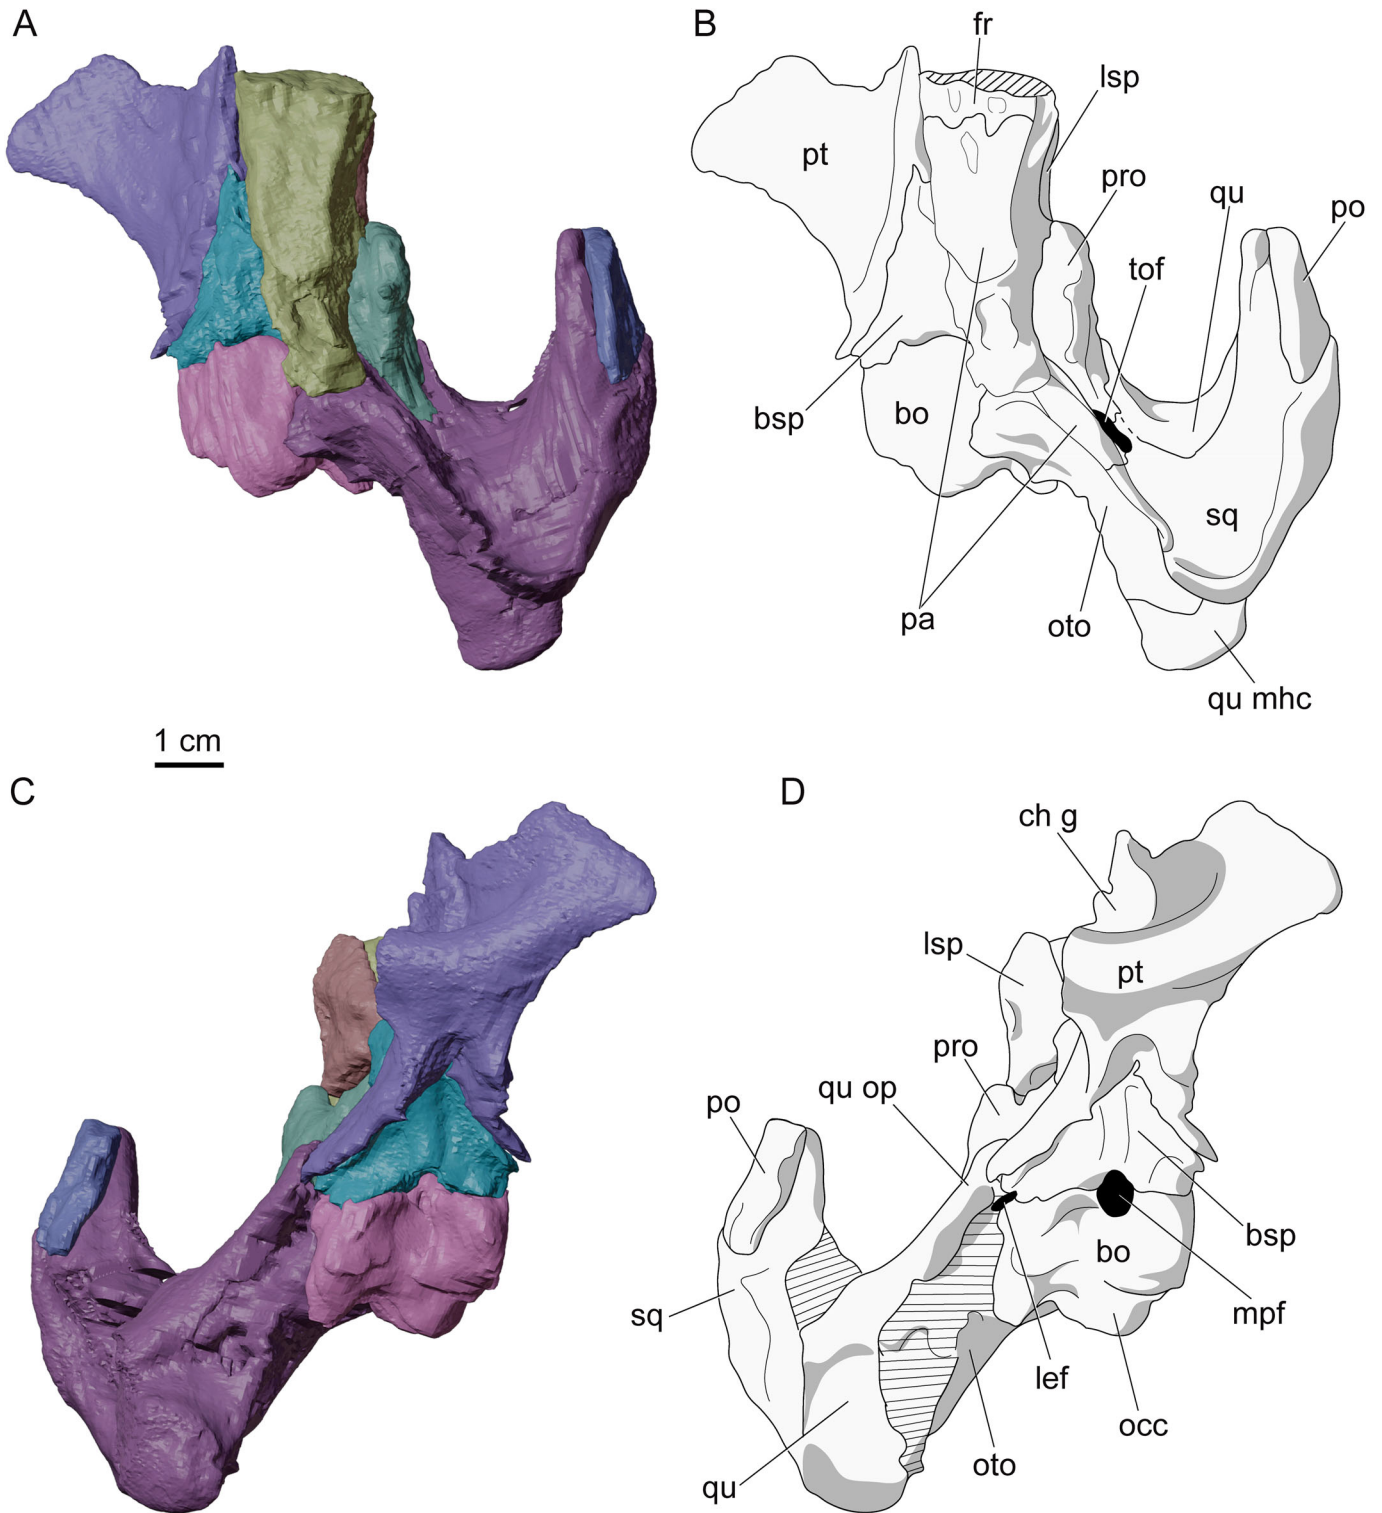 A
B
fr
lsp
pt
pro
qu
po
tof
bsp
bo
sq
pa
oto
qu mhc
1 cm
C
D
ch g
lsp
pt
pro
qu op
po
bsp
bo
sq
mpf
lef
occ
oto
qu